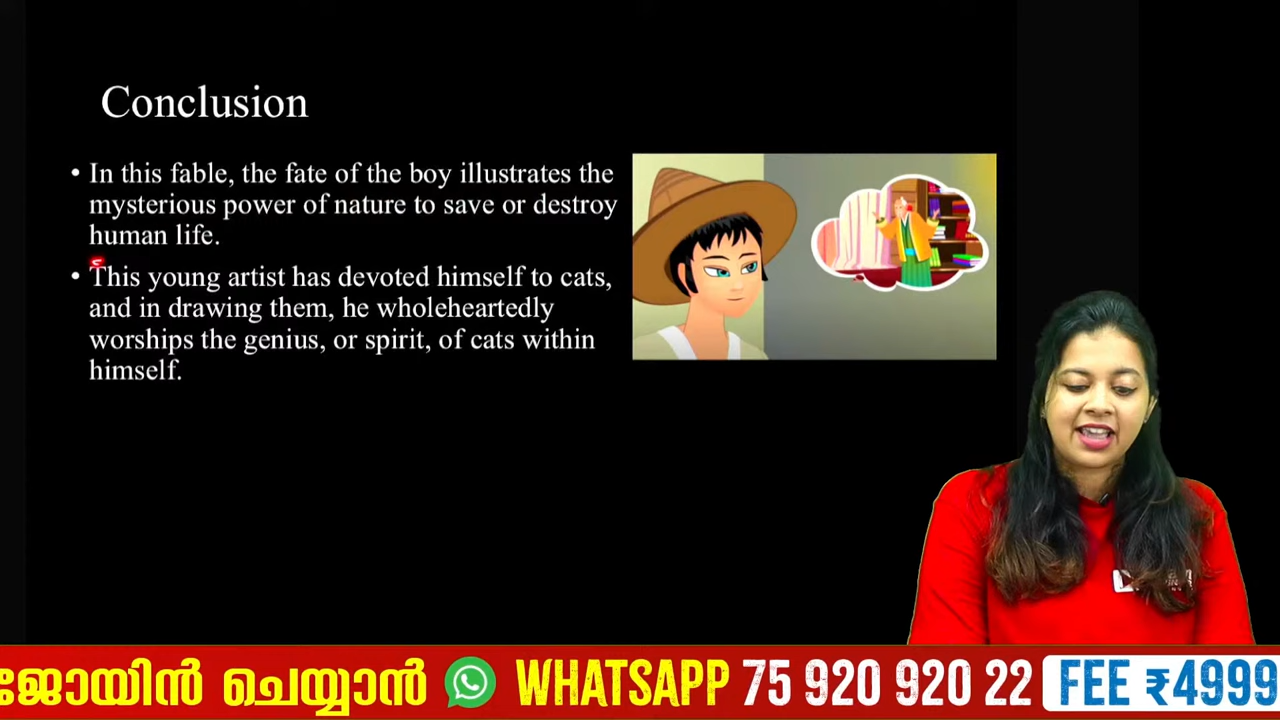 Conclusion
• In this fable, the fate of the boy illustrates the
mysterious power of nature to save or destroy
human life.
• This young artist has devoted himself to cats,
and in drawing them, he wholeheartedly
worships the genius, or spirit, of cats within
himself.
ജോയിൻ ചെയ്യാൻ WHATSAPP 75 920 920 22 FEE ₹4999